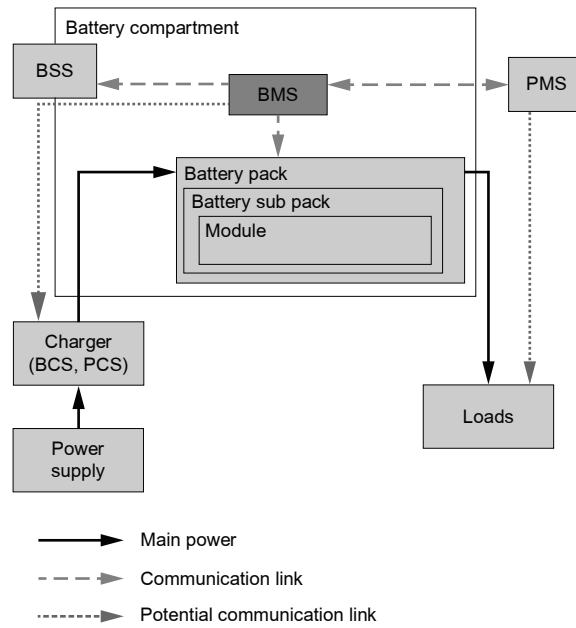 Battery compartment
BSS
BMS
PMS
Battery pack
Battery sub pack
Module
Charger
(BCS, PCS)
Loads
Power
supply
Main power
Communication link
Potential communication link